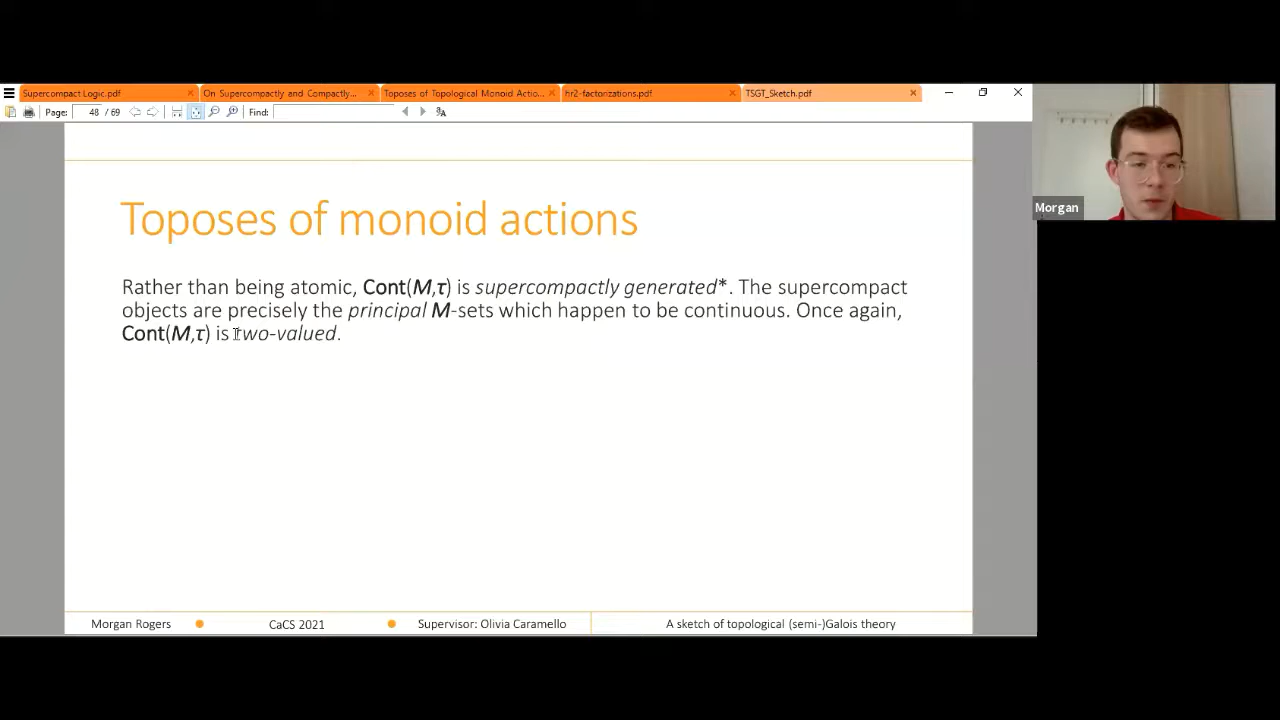 Supercompact Logic.pdf
On Supercompactly and Compactly...
Toposes of Topological Monoid Actio...
hr2-factorizations.pdf
TSGT_Sketch.pdf
Page: 48 / 69 Find:
Morgan
Toposes of monoid actions
Rather than being atomic, Cont(M,τ) is supercompactly generated*. The supercompact
objects are precisely the principal M-sets which happen to be continuous. Once again,
Cont(M,τ) is two-valued.
Morgan Rogers
CaCS 2021
Supervisor: Olivia Caramello
A sketch of topological (semi-)Galois theory